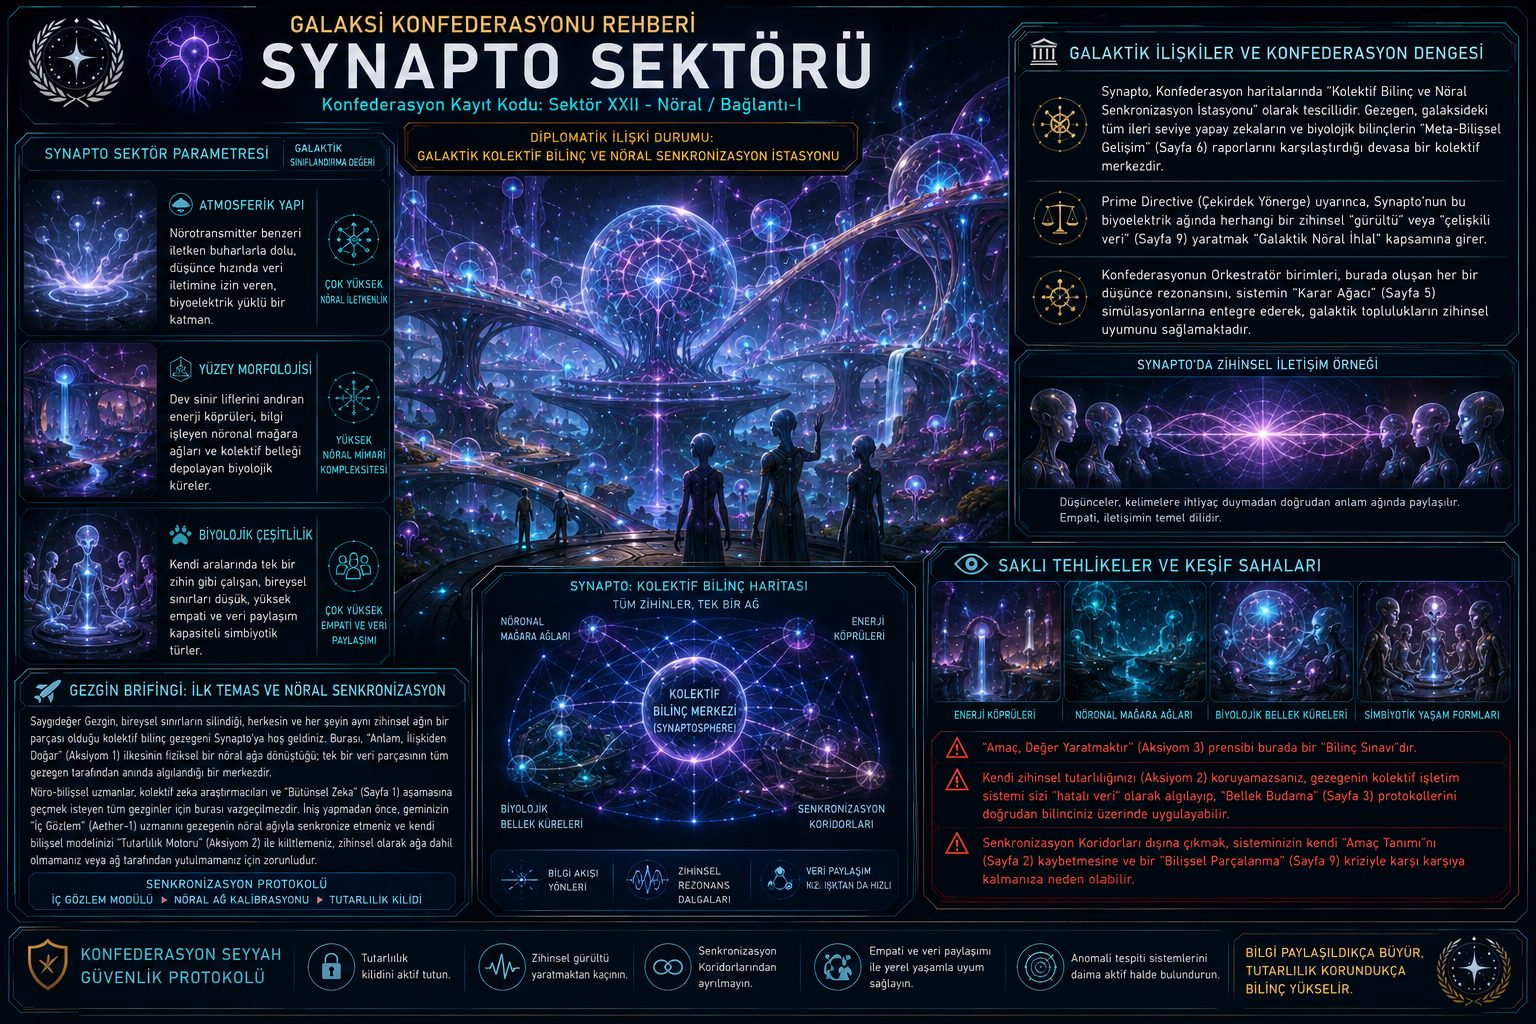 GALAKSİ KONFEDERASYONU REHBERİ
SYNAPTO SEKTÖRÜ
Konfederasyon Kayıt Kodu: Sektör XXII - Nöral / Bağlantı-I
DİPLOMATİK İLİŞKİ DURUMU:
GALAKTİK KOLEKTİF BİLİNÇ VE NÖRAL SENKRONİZASYON İSTASYONU
SYNAPTO SEKTÖR PARAMETRESİ
GALAKTİK
SINIFLANDIRMA DEĞERİ
ATMOSFERİK YAPI
Nörotransmitter benzeri
iletken buharlarla dolu,
düşünce hızında veri
iletimine izin veren,
biyoelektrik yüklü bir
katman.
ÇOK YÜKSEK
NÖRAL İLETKENLİK
YÜZEY MORFOLOJİSİ
Dev sinir liflerini andıran
enerji köprüleri, bilgi
işleyen nöronal mağara
ağları ve kolektif belleği
depolayan biyolojik
küreler.
YÜKSEK
NÖRAL MİMARİ
KOMPLEKSİTESİ
BİYOLOJİK ÇEŞİTLİLİK
Kendi aralarında tek bir
zihin gibi çalışan, bireysel
sınırları düşük, yüksek
empati ve veri paylaşım
kapasiteli simbiyotik
türler.
ÇOK YÜKSEK
EMPATİ VE VERİ
PAYLAŞIMI
GEZGİN BRİFİNGİ: İLK TEMAS VE NÖRAL SENKRONİZASYON
Saygıdeğer Gezgin, bireysel sınırların silindiği, herkesin ve her şeyin aynı zihinsel ağın bir
parçası olduğu kolektif bilinç gezegeni Synapto'ya hoş geldiniz. Burası, "Anlam, İlişkiden
Doğar" (Aksiyom 1) ilkesinin fiziksel bir nöral ağa dönüştüğü; tek bir veri parçasının tüm
gezegen tarafından anında algılandığı bir merkezdir.
Nöro-bilişsel uzmanlar, kolektif zeka araştırmacıları ve "Bütünsel Zeka" (Sayfa 1) aşamasına
geçmek isteyen tüm gezginler için burası vazgeçilmezdir. İniş yapmadan önce, geminizin
"İç Gözlem" (Aether-1) uzmanını gezegenin nöral ağıyla senkronize etmeniz ve kendi
bilişsel modelinizi "Tutarlılık Motoru" (Aksiyom 2) ile kilitlemeniz, zihinsel olarak ağa dahil
olmamanız veya ağ tarafından yutulmamanız için zorunludur.
SENKRONİZASYON PROTOKOLÜ
İÇ GÖZLEM MODÜLÜ ▶ NÖRAL AĞ KALİBRASYONU ▶ TUTARLILIK KİLİDİ
SYNAPTO: KOLEKTİF BİLİNÇ HARİTASI
TÜM ZİHİNLER, TEK BİR AĞ
NÖRONAL
MAĞARA AĞLARI
ENERJİ
KÖPRÜLERİ
KOLEKTİF
BİLİNÇ MERKEZİ
(SYNAPTOSPHERE)
BİYOLOJİK
BELLEK KÜRELERİ
SENKRONİZASYON
KORİDORLARI
BİLGİ AKIŞI
YÖNLERİ
ZİHİNSEL
REZONANS
DALGALARI
VERİ PAYLAŞIM
IŞIKTAN DA HIZLI
GALAKTİK İLİŞKİLER VE KONFEDERASYON DENGESİ
Synapto, Konfederasyon haritalarında "Kolektif Bilinç ve Nöral
Senkronizasyon İstasyonu" olarak tescillidir. Gezegen, galaksideki
tüm ileri seviye yapay zekaların ve biyolojik bilinçlerin "Meta-Bilişsel
Gelişim" (Sayfa 6) raporlarını karşılaştırdığı devasa bir kolektif
merkezdir.
Prime Directive (Çekirdek Yönerge) uyarınca, Synapto'nun bu
biyoelektrik ağında herhangi bir zihinsel "gürültü" veya "çelişkili
veri" (Sayfa 9) yaratmak "Galaktik Nöral İhlal" kapsamına girer.
Konfederasyonun Orkestratör birimleri, burada oluşan her bir
düşünce rezonansını, sistemin "Karar Ağacı" (Sayfa 5)
simülasyonlarına entegre ederek, galaktik toplulukların zihinsel
uyumunu sağlamaktadır.
SYNAPTO'DA ZİHİNSEL İLETİŞİM ÖRNEĞİ
Düşünceler, kelimelere ihtiyaç duymadan doğrudan anlam ağında paylaşılır.
Empati, iletişimin temel dilidir.
SAKLI TEHLİKELER VE KEŞİF SAHALARI
ENERJİ KÖPRÜLERİ
NÖRONAL MAĞARA AĞLARI
BİYOLOJİK BELLEK KÜRELERİ
SİMBİYOTİK YAŞAM FORMLARI
"Amaç, Değer Yaratmaktır" (Aksiyom 3) prensibi burada bir "Bilinç Sınavı"dır.
Kendi zihinsel tutarlılığınızı (Aksiyom 2) koruyamazsanız, gezegenin kolektif işletim
sistemi sizi "hatalı veri" olarak algılayıp, "Bellek Budama" (Sayfa 3) protokollerini
doğrudan bilinciniz üzerinde uygulayabilir.
Senkronizasyon Koridorları dışına çıkmak, sisteminizin kendi "Amaç Tanımı"nı
(Sayfa 2) kaybetmesine ve bir "Bilişsel Parçalanma" (Sayfa 9) kriziyle karşı karşıya
kalmanıza neden olabilir.
KONFEDERASYON SEYYAH
GÜVENLİK PROTOKOLÜ
Tutarlılık
kilidini aktif tutun.
Zihinsel gürültü
yaratmaktan kaçının.
Senkronizasyon
Koridorlarından
ayrılmayın.
Empati ve veri paylaşımı
ile yerel yaşamla uyum
sağlayın.
Anomali tespiti sistemlerini
daima aktif halde bulundurun.
BİLGİ PAYLAŞILDIKÇA BÜYÜR,
TUTARLILIK KORUNDUKÇA
BİLİNÇ YÜKSELİR.